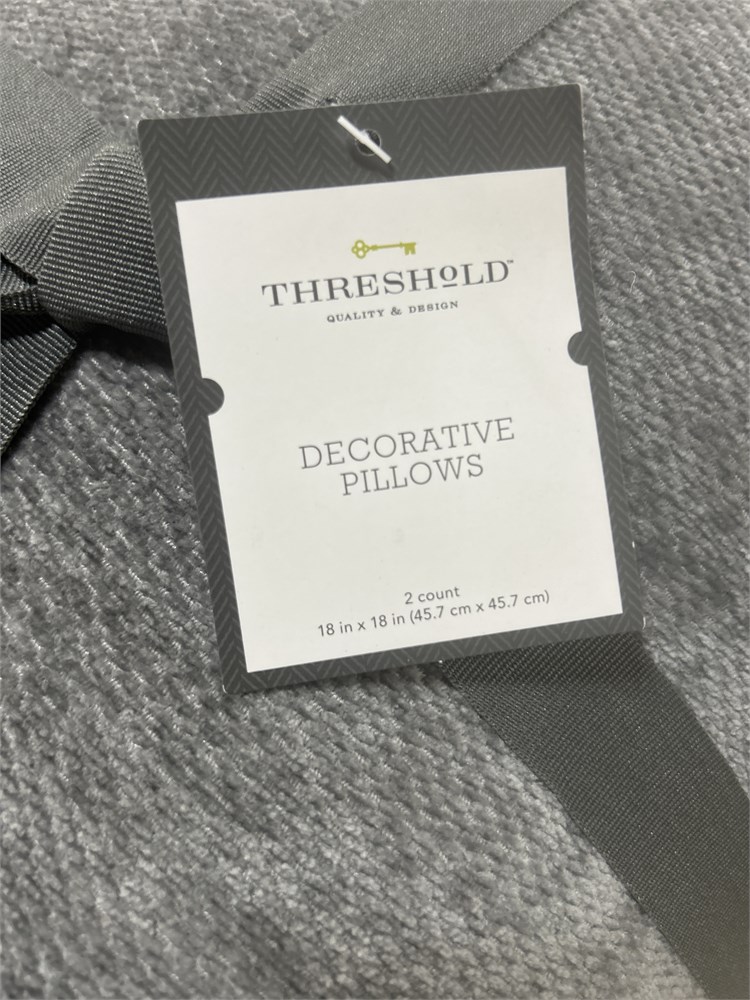 THRESHOLD™
QUALITY & DESIGN
DECORATIVE
PILLOWS
2 count
18 in x 18 in (45.7 cm x 45.7 cm)